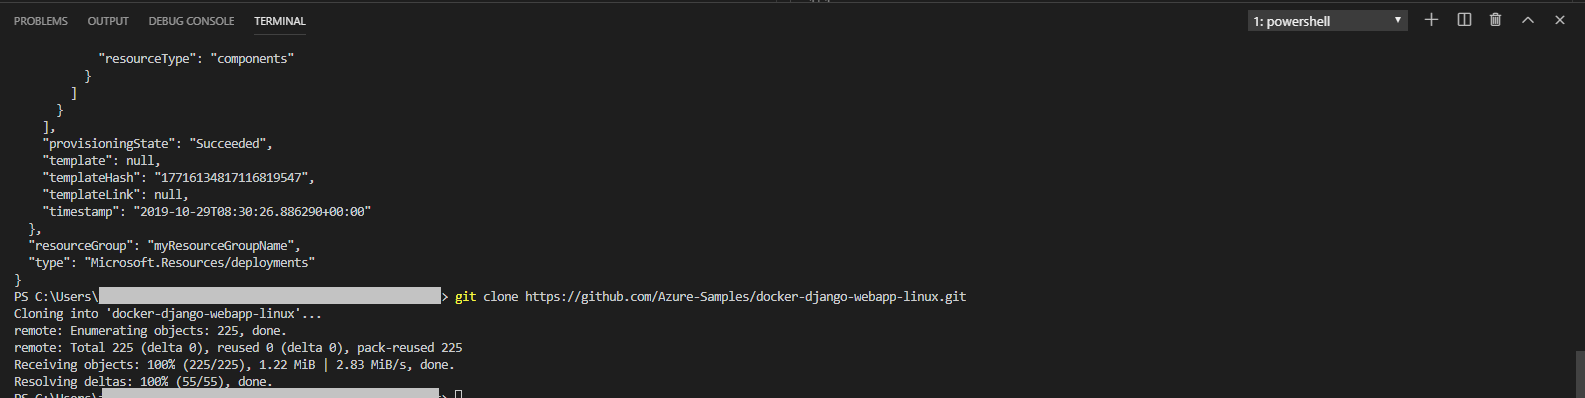 PROBLEMS OUTPUT DEBUG CONSOLE TERMINAL 1: powershell
"resourceType": "components"
}
]
}
],
"provisioningState": "Succeeded",
"template": null,
"templateHash": "17716134817116819547",
"templateLink": null,
"timestamp": "2019-10-29T08:30:26.886290+00:00"
},
"resourceGroup": "myResourceGroupName",
"type": "Microsoft.Resources/deployments"
}
PS C:\Users\> git clone https://github.com/Azure-Samples/docker-django-webapp-linux.git
Cloning into 'docker-django-webapp-linux'...
remote: Enumerating objects: 225, done.
remote: Total 225 (delta 0), reused 0 (delta 0), pack-reused 225
Receiving objects: 100% (225/225), 1.22 MiB | 2.83 MiB/s, done.
Resolving deltas: 100% (55/55), done.
PS C:\Users\